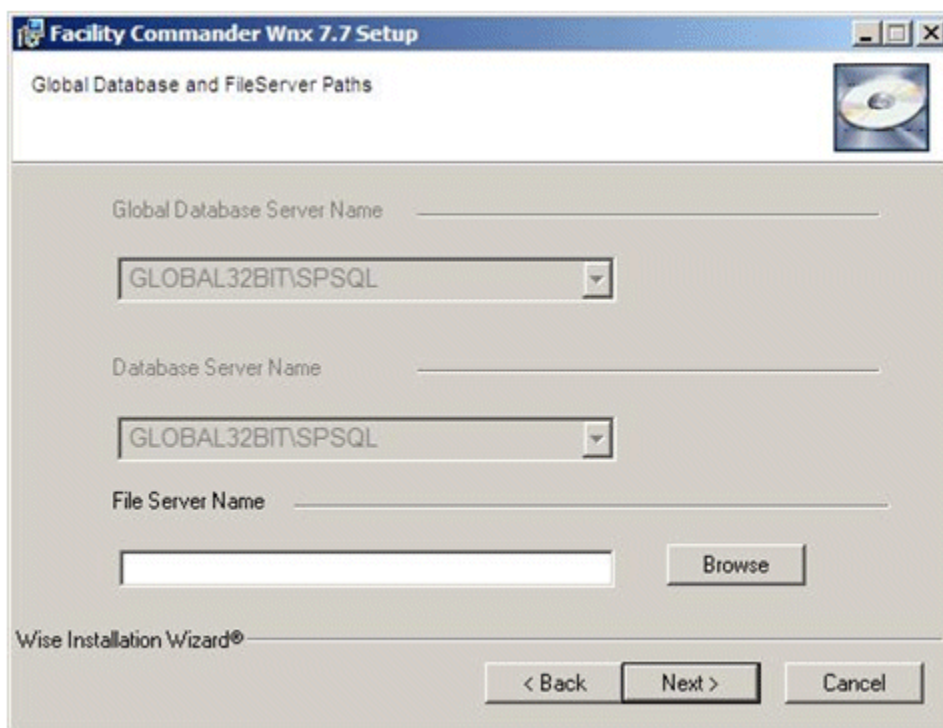 Facility Commander Wnx 7.7 Setup
Global Database and FileServer Paths
Global Database Server Name
GLOBAL32BIT\SPSQL
Database Server Name
GLOBAL32BIT\SPSQL
File Server Name
Browse
Wise Installation Wizard®
< Back Next > Cancel